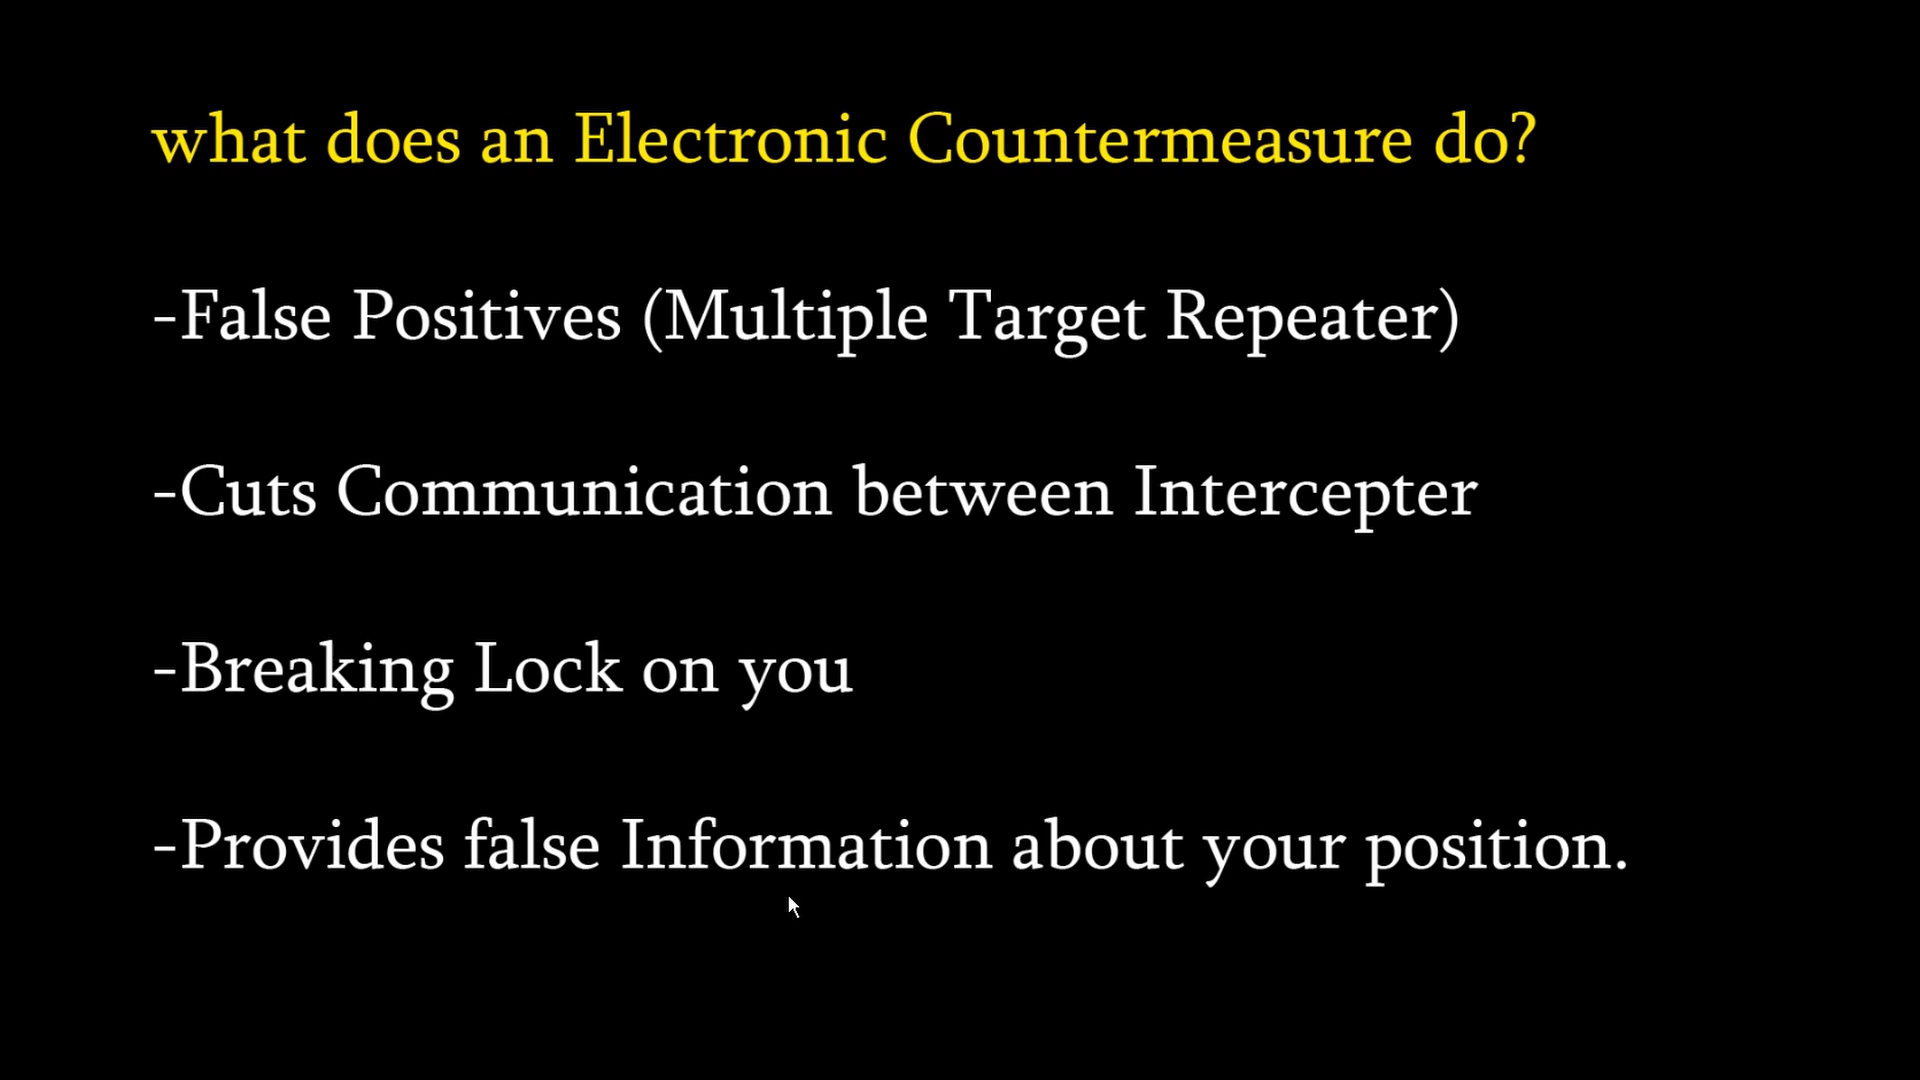 what does an Electronic Countermeasure do?
-False Positives (Multiple Target Repeater)
-Cuts Communication between Intercepter
-Breaking Lock on you
-Provides false Information about your position.